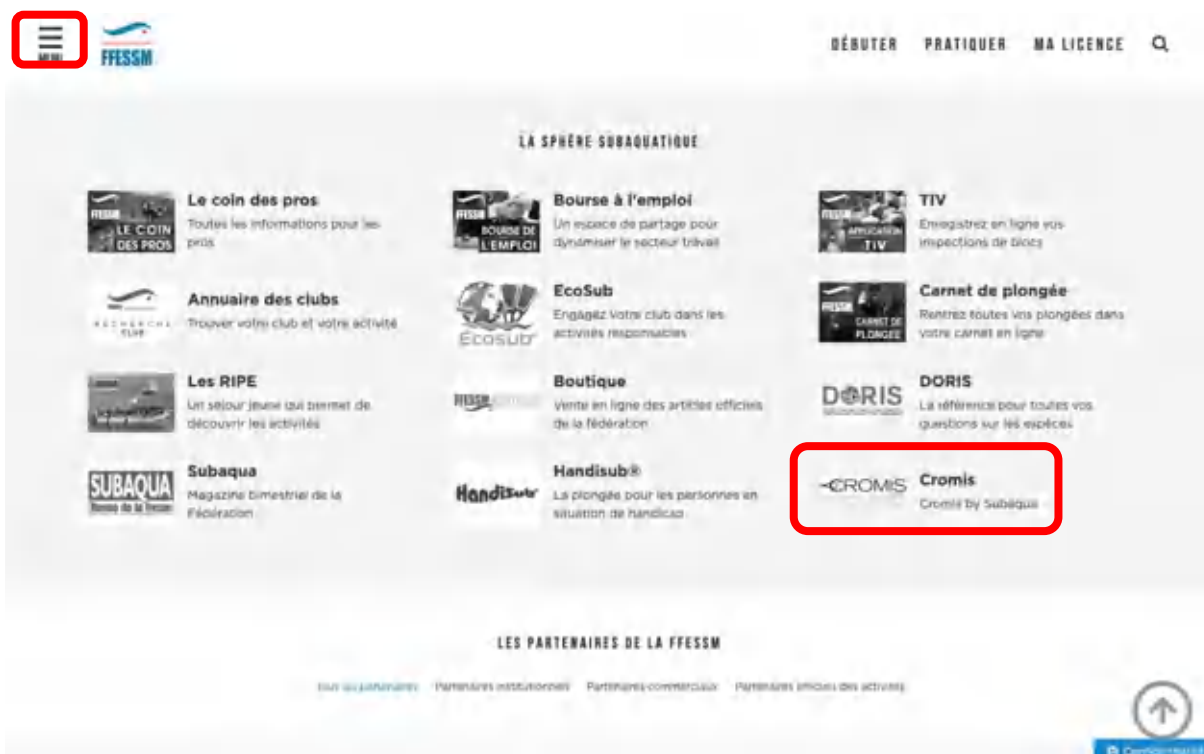 MENU
FFESSM
DÉBUTER PRATIQUER MA LICENCE
LA SPHÈRE SUBAQUATIQUE
FFESSM
LE COIN
DES PROS
Le coin des pros
Toutes les informations pour les
pros
FFESSM
BOURSE DE
L'EMPLOI
Bourse à l'emploi
Un espace de partage pour
dynamiser le secteur travail
FFESSM
APPLICATION
TIV
TIV
Enregistrez en ligne vos
inspections de blocs
RECHERCHE
CLUB
Annuaire des clubs
Trouver votre club et votre activité
ECOSUB
EcoSub
Engagez votre club dans les
activités responsables
FFESSM
CARNET DE
PLONGÉE
Carnet de plongée
Rentrez toutes vos plongées dans
votre carnet en ligne
Les RIPE
Un séjour jeune qui permet de
découvrir les activités
FFESSM
Boutique
Vente en ligne des articles officiels
de la fédération
DORIS
DORIS
La référence pour toutes vos
questions sur les espèces
SUBAQUA
Subaqua
Magazine bimestriel de la
Fédération
Handisub
Handisub®
La plongée pour les personnes en
situation de handicap
CROMIS
Cromis
Cromis by Subaqua
LES PARTENAIRES DE LA FFESSM
Tous les partenaires Partenaires institutionnels Partenaires commerciaux Partenaires officiels des activités